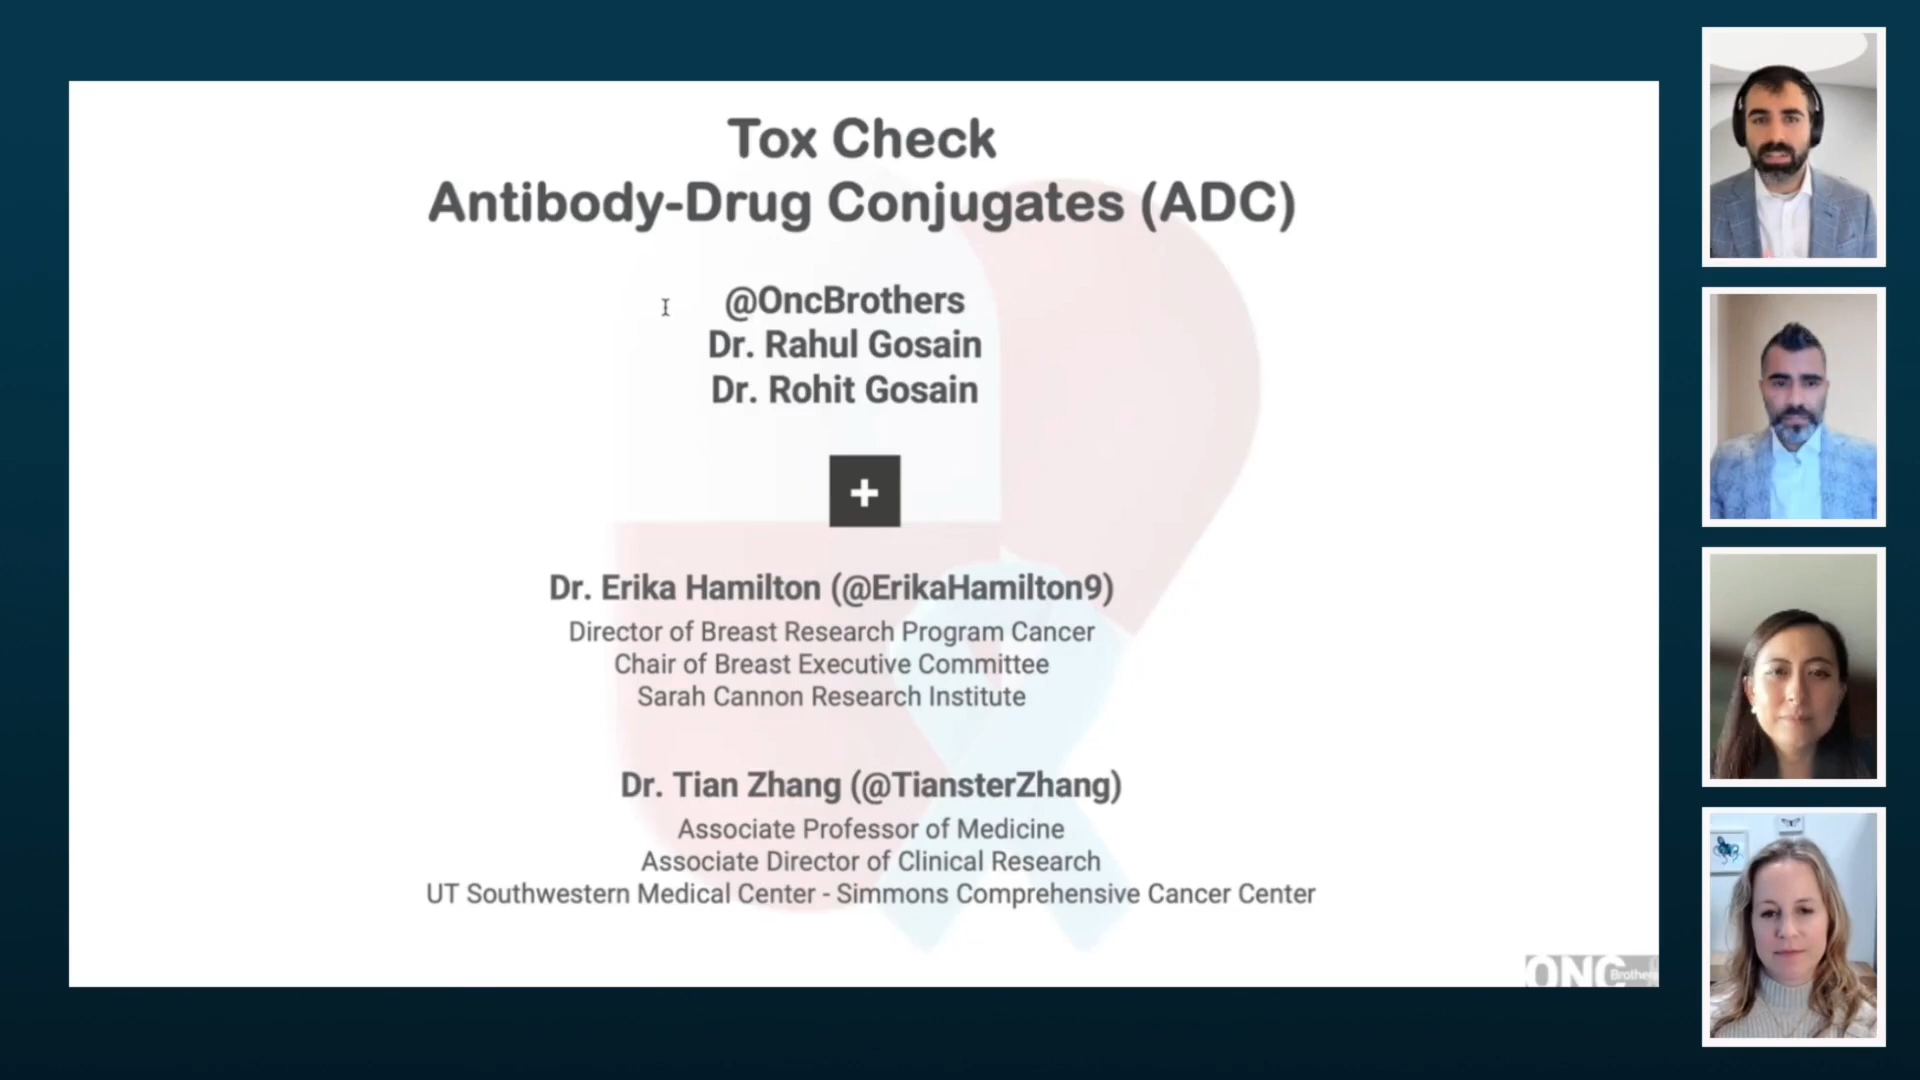 Tox Check
Antibody-Drug Conjugates (ADC)
@OncBrothers
Dr. Rahul Gosain
Dr. Rohit Gosain
+
Dr. Erika Hamilton (@ErikaHamilton9)
Director of Breast Research Program Cancer
Chair of Breast Executive Committee
Sarah Cannon Research Institute
Dr. Tian Zhang (@TiansterZhang)
Associate Professor of Medicine
Associate Director of Clinical Research
UT Southwestern Medical Center - Simmons Comprehensive Cancer Center
ONC